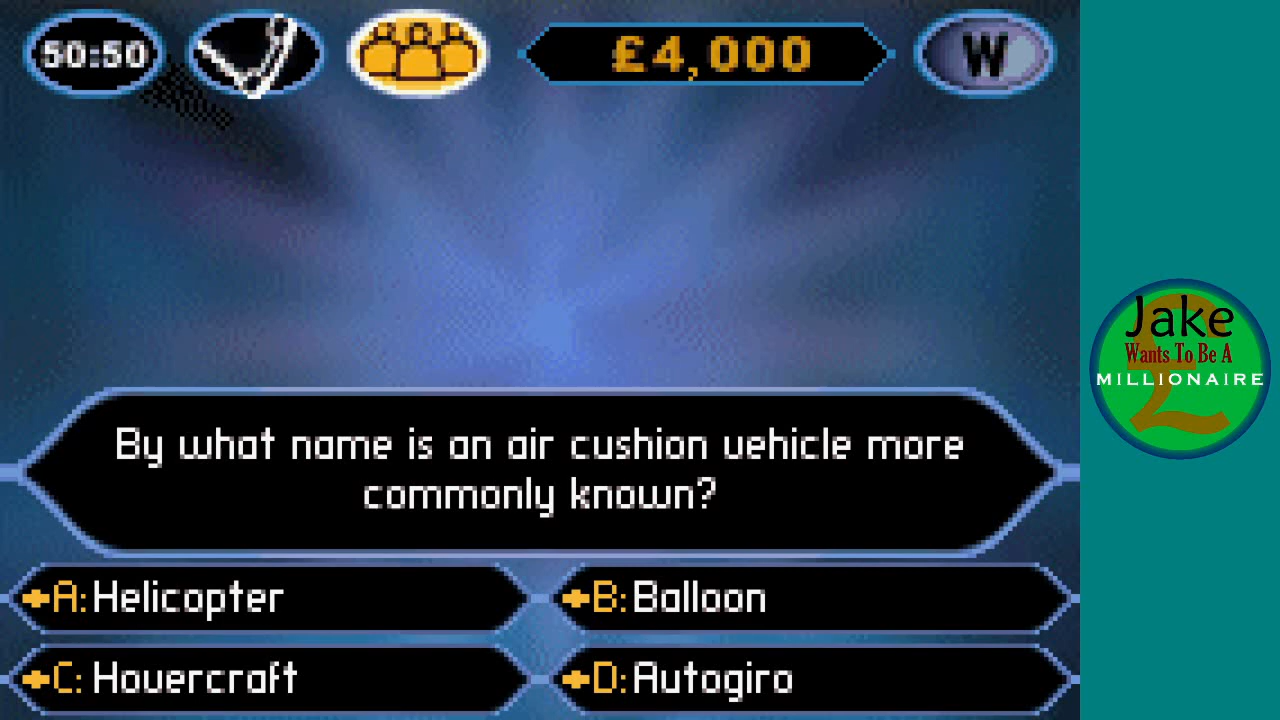 50:50
£4,000
W
By what name is an air cushion vehicle more
commonly known?
A: Helicopter
B: Balloon
C: Hovercraft
D: Autogiro
Jake
Wants To Be A
MILLIONAIRE
£